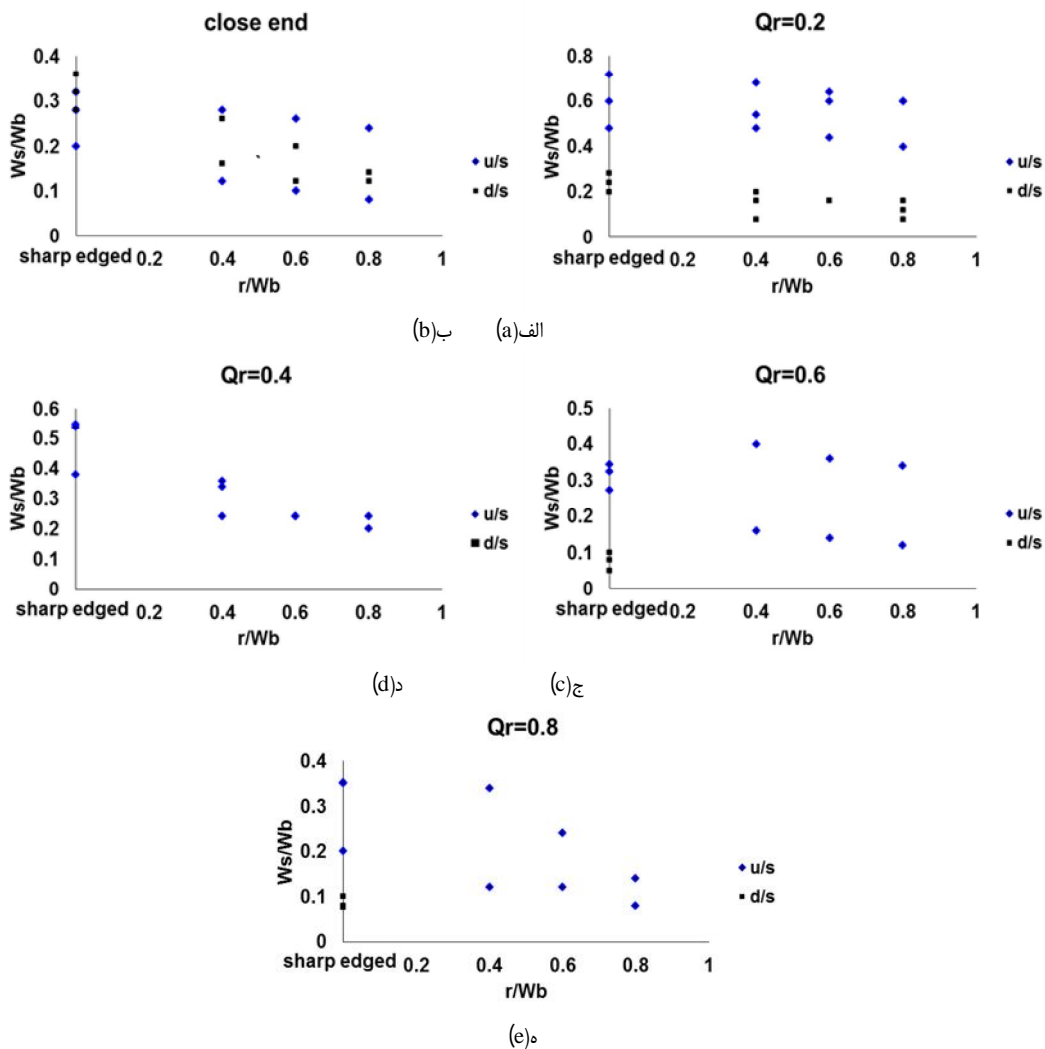 close end
0.4
0.3
0.2
0.1
0
Ws/Wb
sharp edged 0.2 0.4 0.6 0.8 1
r/Wb
u/s
d/s
Qr=0.2
0.8
0.6
0.4
0.2
0
Ws/Wb
sharp edged 0.2 0.4 0.6 0.8 1
r/Wb
u/s
d/s
الف(a) ب(b)
Qr=0.4
0.6
0.5
0.4
0.3
0.2
0.1
0
Ws/Wb
sharp edged 0.2 0.4 0.6 0.8 1
r/Wb
u/s
d/s
Qr=0.6
0.5
0.4
0.3
0.2
0.1
0
Ws/Wb
sharp edged 0.2 0.4 0.6 0.8 1
r/Wb
u/s
d/s
ج(c) د(d)
Qr=0.8
0.4
0.3
0.2
0.1
0
Ws/Wb
sharp edged 0.2 0.4 0.6 0.8 1
r/Wb
u/s
d/s
ه(e)